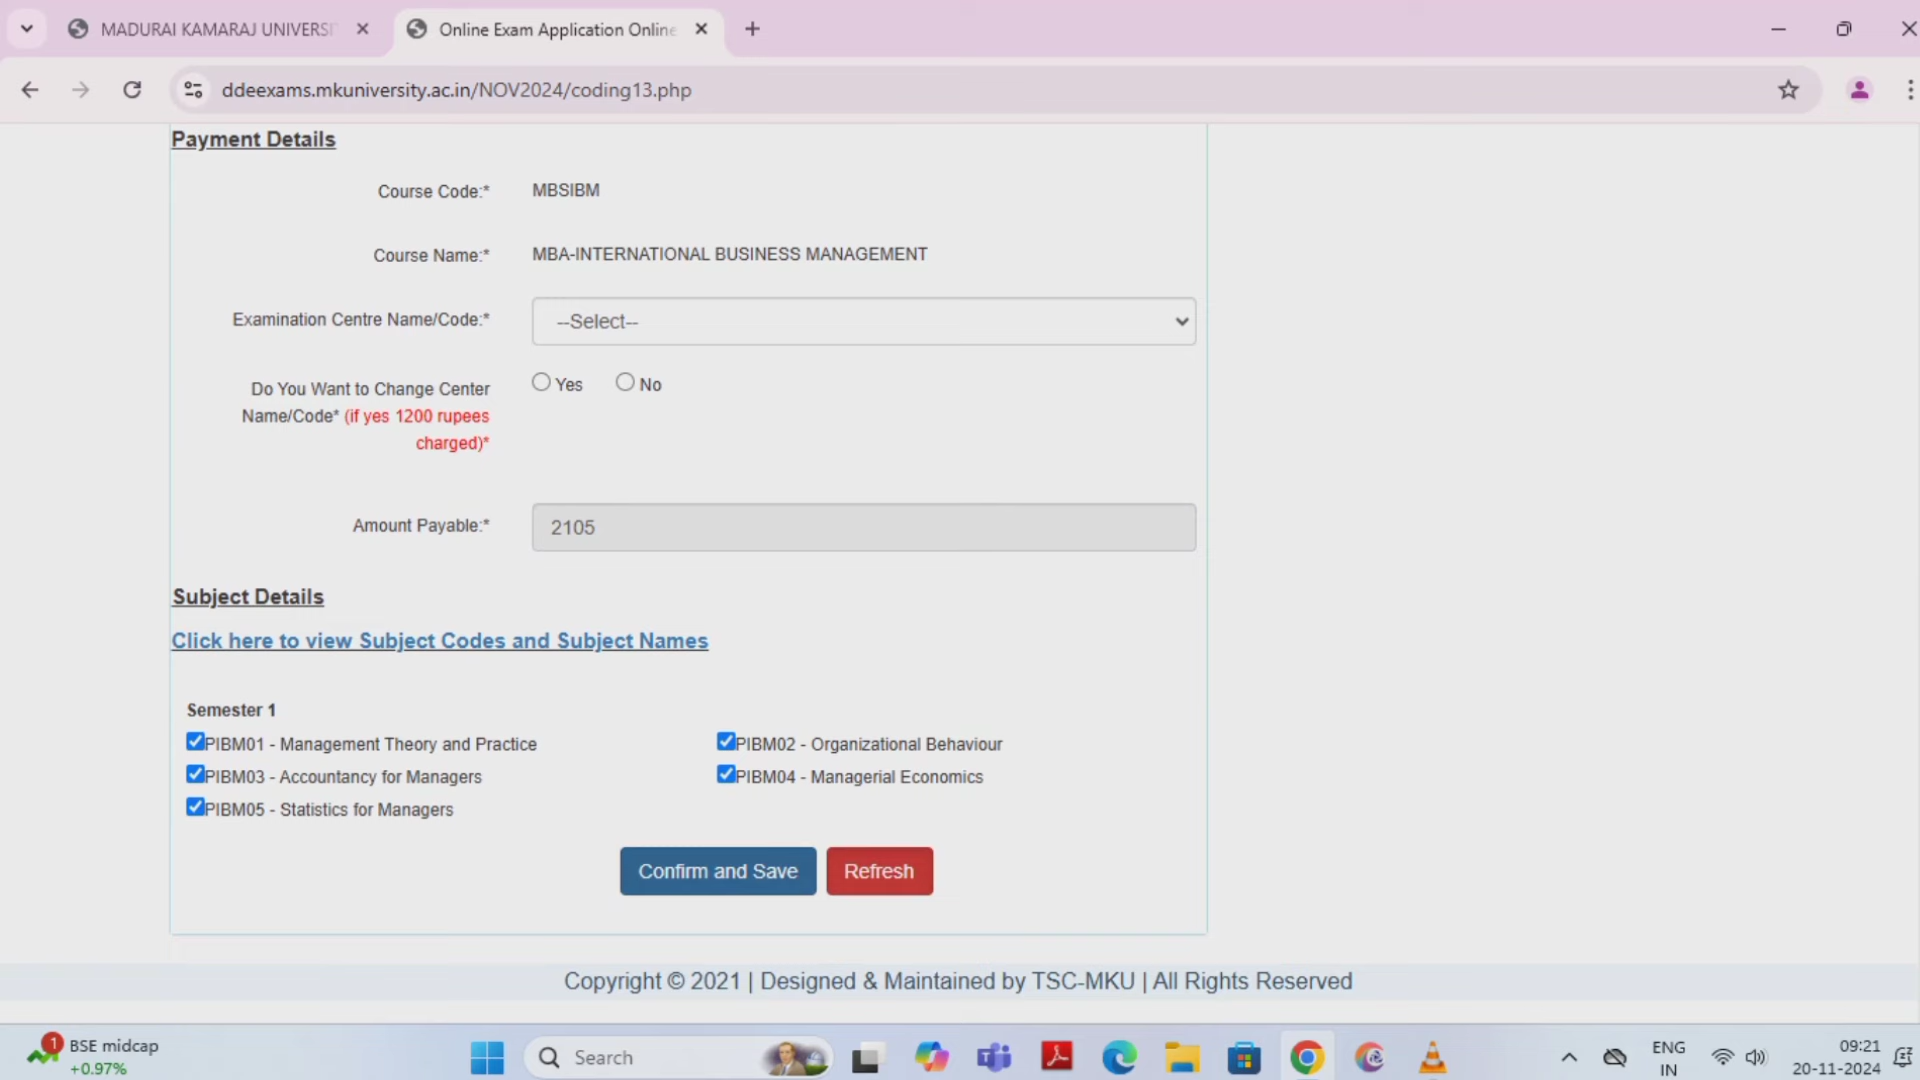 MADURAI KAMARAJ UNIVERSI
Online Exam Application Online
ddeexams.mkuniversity.ac.in/NOV2024/coding13.php
Payment Details
Course Code:* MBSIBM
Course Name:* MBA-INTERNATIONAL BUSINESS MANAGEMENT
Examination Centre Name/Code:* --Select--
Do You Want to Change Center
Name/Code* (if yes 1200 rupees
charged)*
Yes No
Amount Payable:* 2105
Subject Details
Click here to view Subject Codes and Subject Names
Semester 1
PIBM01 - Management Theory and Practice PIBM02 - Organizational Behaviour
PIBM03 - Accountancy for Managers PIBM04 - Managerial Economics
PIBM05 - Statistics for Managers
Confirm and Save Refresh
Copyright © 2021 | Designed & Maintained by TSC-MKU | All Rights Reserved
1
BSE midcap
+0.97%
Search
ENG
IN
09:21
20-11-2024